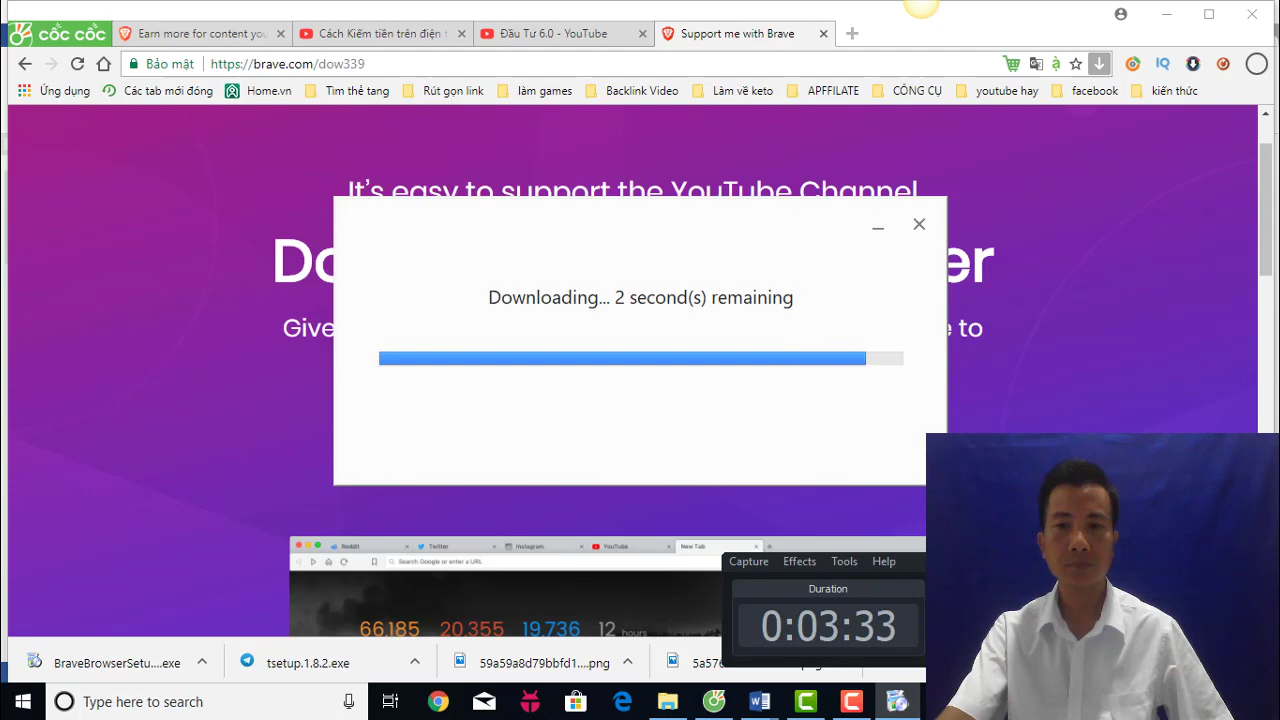 cốc cốc
Earn more for content you
Cách Kiếm tiền trên điện t
Đầu Tư 6.0 - YouTube
Support me with Brave
Bảo mật
https://brave.com/dow339
Ứng dụng
Các tab mới đóng
Home.vn
Tim thẻ tang
Rút gọn link
làm games
Backlink Video
Làm về keto
APFFILATE
CÔNG CỤ
youtube hay
facebook
kiến thức
It's easy to support the YouTube Channel
Do
er
Give
e to
Downloading... 2 second(s) remaining
Reddit
Twitter
Instagram
YouTube
New Tab
Search Google or enter a URL
66,185
20,355
19,736
12 hours
Capture
Effects
Tools
Help
Duration
0:03:33
BraveBrowserSetu....exe
tsetup.1.8.2.exe
59a59a8d79bbfd1....png
5a576
Type here to search